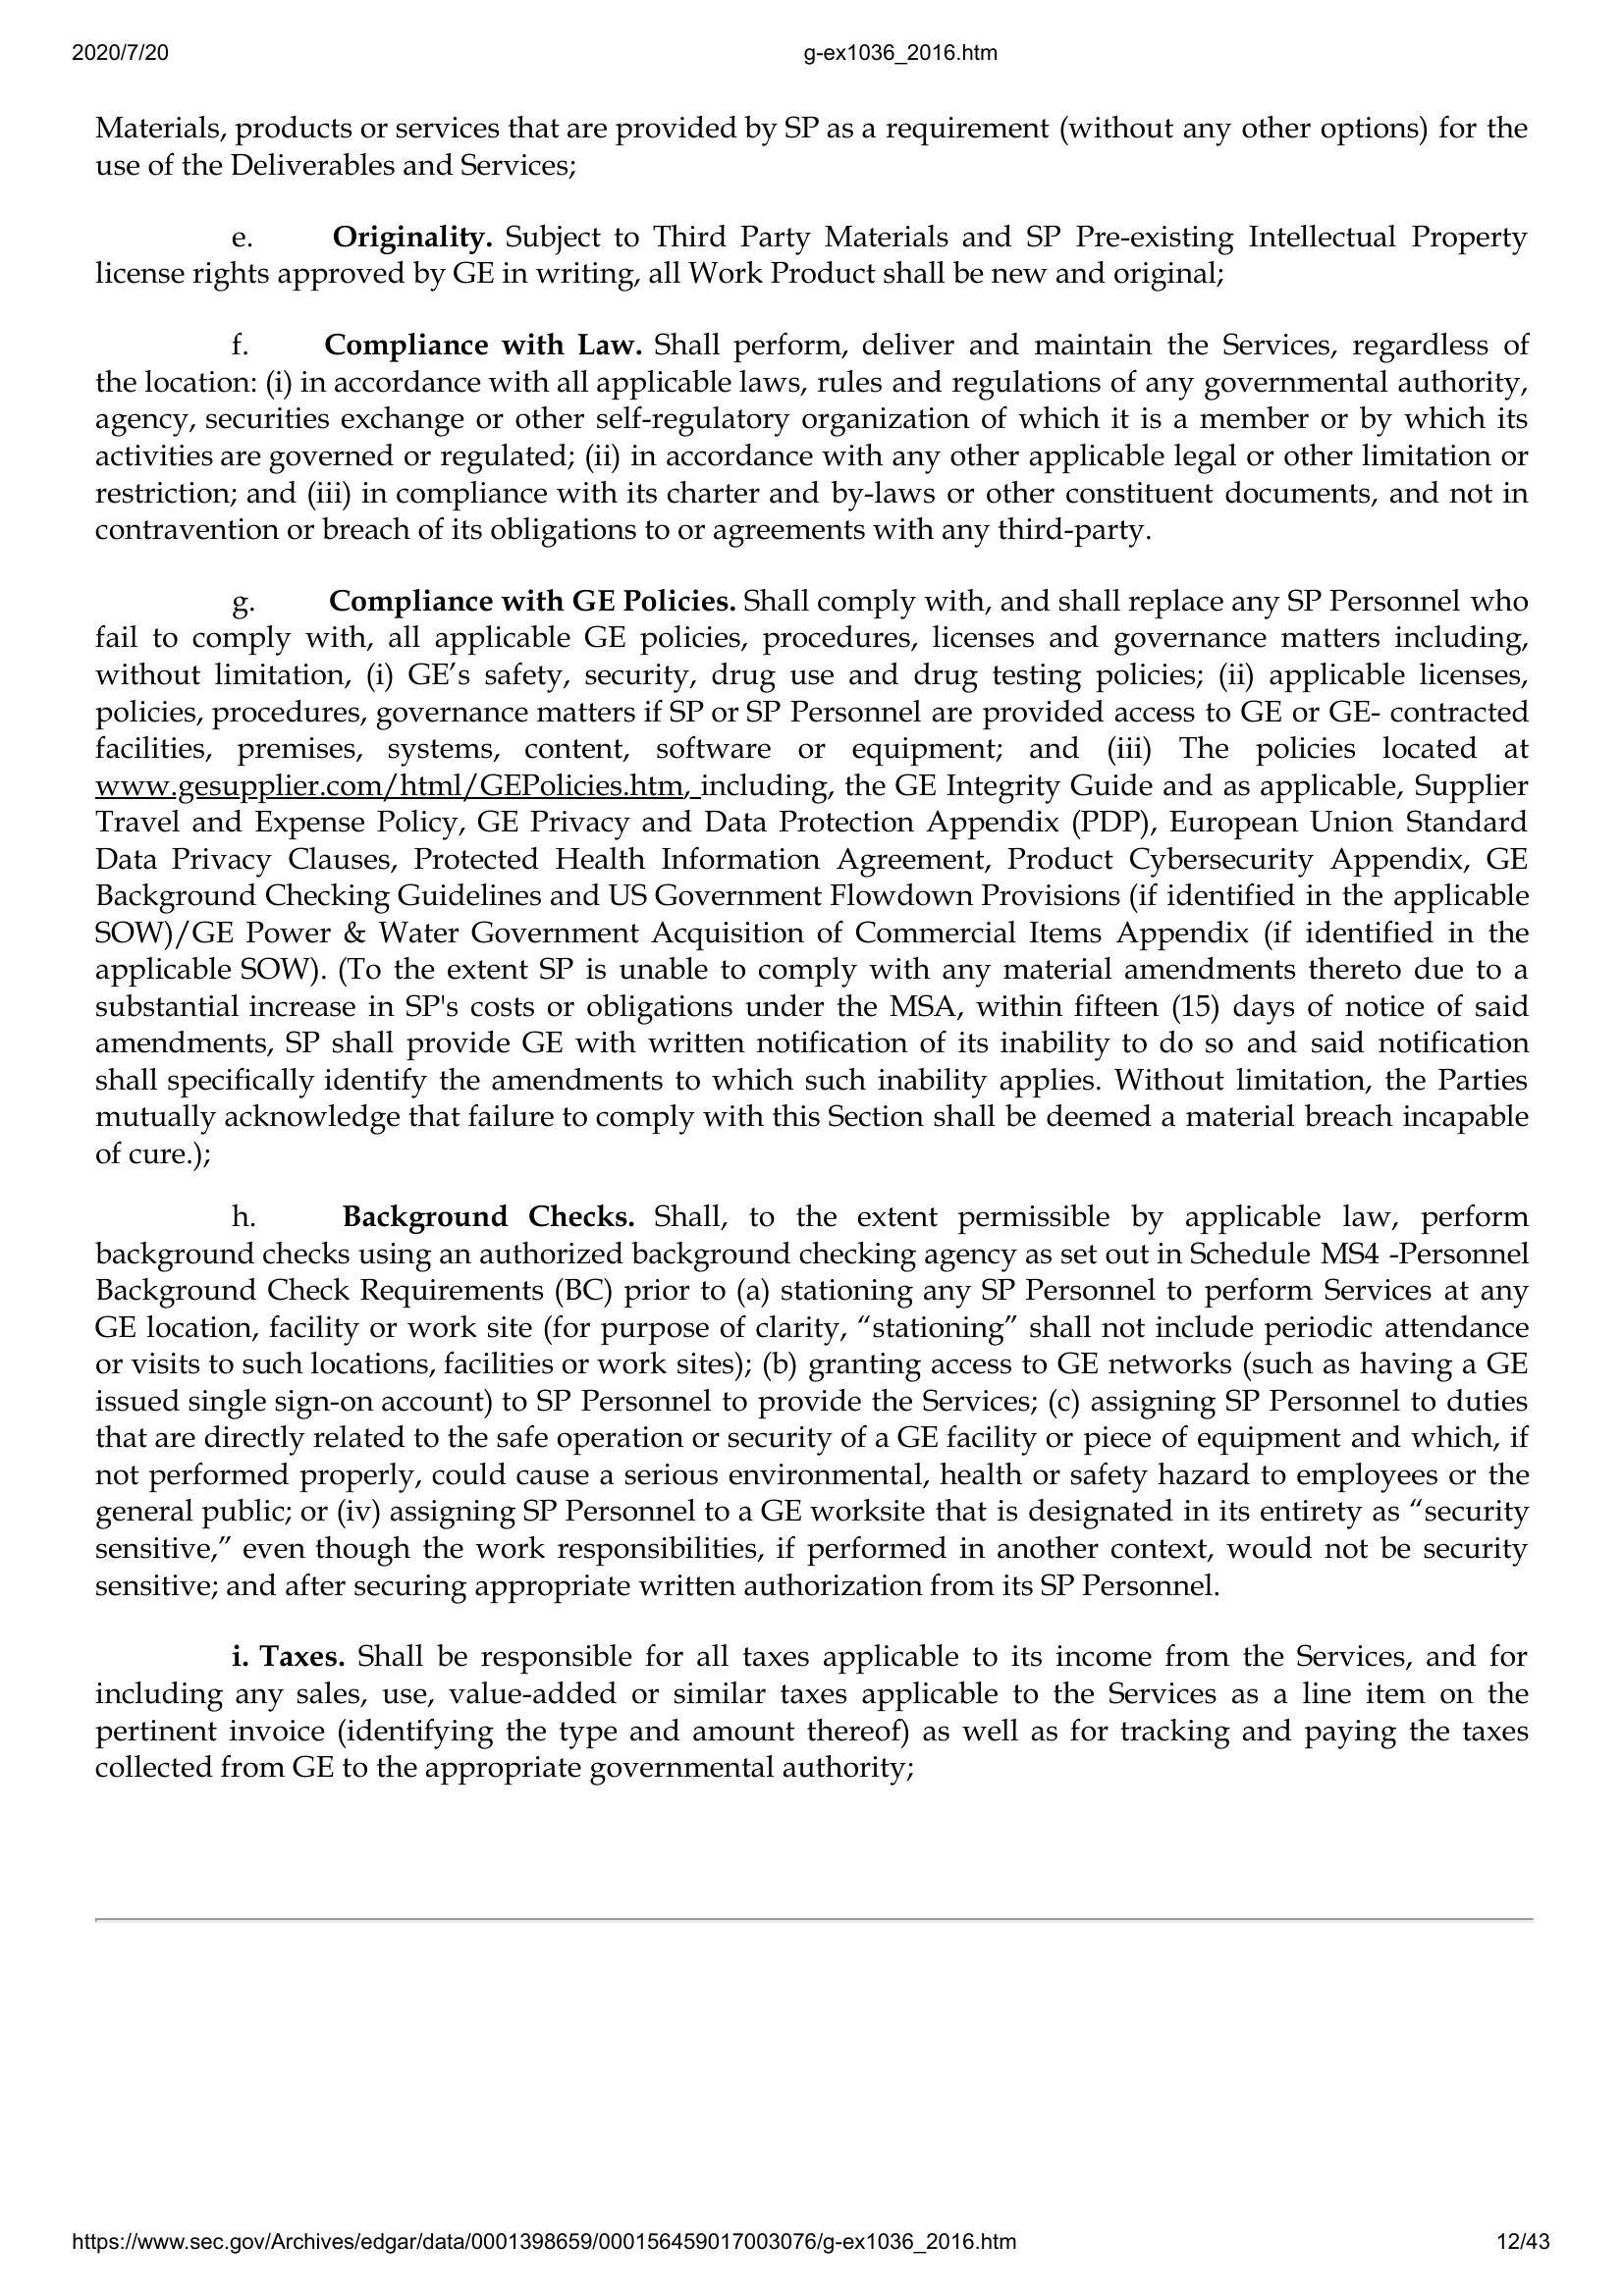 2020/7/20 g-ex1036_2016.htm
Materials, products or services that are provided by SP as a requirement (without any other options) for the
use of the Deliverables and Services;
e. Originality. Subject to Third Party Materials and SP Pre-existing Intellectual Property
license rights approved by GE in writing, all Work Product shall be new and original;
f. Compliance with Law. Shall perform, deliver and maintain the Services, regardless of
the location: (i) in accordance with all applicable laws, rules and regulations of any governmental authority,
agency, securities exchange or other self-regulatory organization of which it is a member or by which its
activities are governed or regulated; (ii) in accordance with any other applicable legal or other limitation or
restriction; and (iii) in compliance with its charter and by-laws or other constituent documents, and not in
contravention or breach of its obligations to or agreements with any third-party.
g. Compliance with GE Policies. Shall comply with, and shall replace any SP Personnel who
fail to comply with, all applicable GE policies, procedures, licenses and governance matters including,
without limitation, (i) GE’s safety, security, drug use and drug testing policies; (ii) applicable licenses,
policies, procedures, governance matters if SP or SP Personnel are provided access to GE or GE- contracted
facilities, premises, systems, content, software or equipment; and (iii) The policies located at
www.gesupplier.com/html/GEPolicies.htm, including, the GE Integrity Guide and as applicable, Supplier
Travel and Expense Policy, GE Privacy and Data Protection Appendix (PDP), European Union Standard
Data Privacy Clauses, Protected Health Information Agreement, Product Cybersecurity Appendix, GE
Background Checking Guidelines and US Government Flowdown Provisions (if identified in the applicable
SOW)/GE Power & Water Government Acquisition of Commercial Items Appendix (if identified in the
applicable SOW). (To the extent SP is unable to comply with any material amendments thereto due to a
substantial increase in SP's costs or obligations under the MSA, within fifteen (15) days of notice of said
amendments, SP shall provide GE with written notification of its inability to do so and said notification
shall specifically identify the amendments to which such inability applies. Without limitation, the Parties
mutually acknowledge that failure to comply with this Section shall be deemed a material breach incapable
of cure.);
h. Background Checks. Shall, to the extent permissible by applicable law, perform
background checks using an authorized background checking agency as set out in Schedule MS4 -Personnel
Background Check Requirements (BC) prior to (a) stationing any SP Personnel to perform Services at any
GE location, facility or work site (for purpose of clarity, “stationing” shall not include periodic attendance
or visits to such locations, facilities or work sites); (b) granting access to GE networks (such as having a GE
issued single sign-on account) to SP Personnel to provide the Services; (c) assigning SP Personnel to duties
that are directly related to the safe operation or security of a GE facility or piece of equipment and which, if
not performed properly, could cause a serious environmental, health or safety hazard to employees or the
general public; or (iv) assigning SP Personnel to a GE worksite that is designated in its entirety as “security
sensitive,” even though the work responsibilities, if performed in another context, would not be security
sensitive; and after securing appropriate written authorization from its SP Personnel.
i. Taxes. Shall be responsible for all taxes applicable to its income from the Services, and for
including any sales, use, value-added or similar taxes applicable to the Services as a line item on the
pertinent invoice (identifying the type and amount thereof) as well as for tracking and paying the taxes
collected from GE to the appropriate governmental authority;
https://www.sec.gov/Archives/edgar/data/0001398659/000156459017003076/g-ex1036_2016.htm 12/43